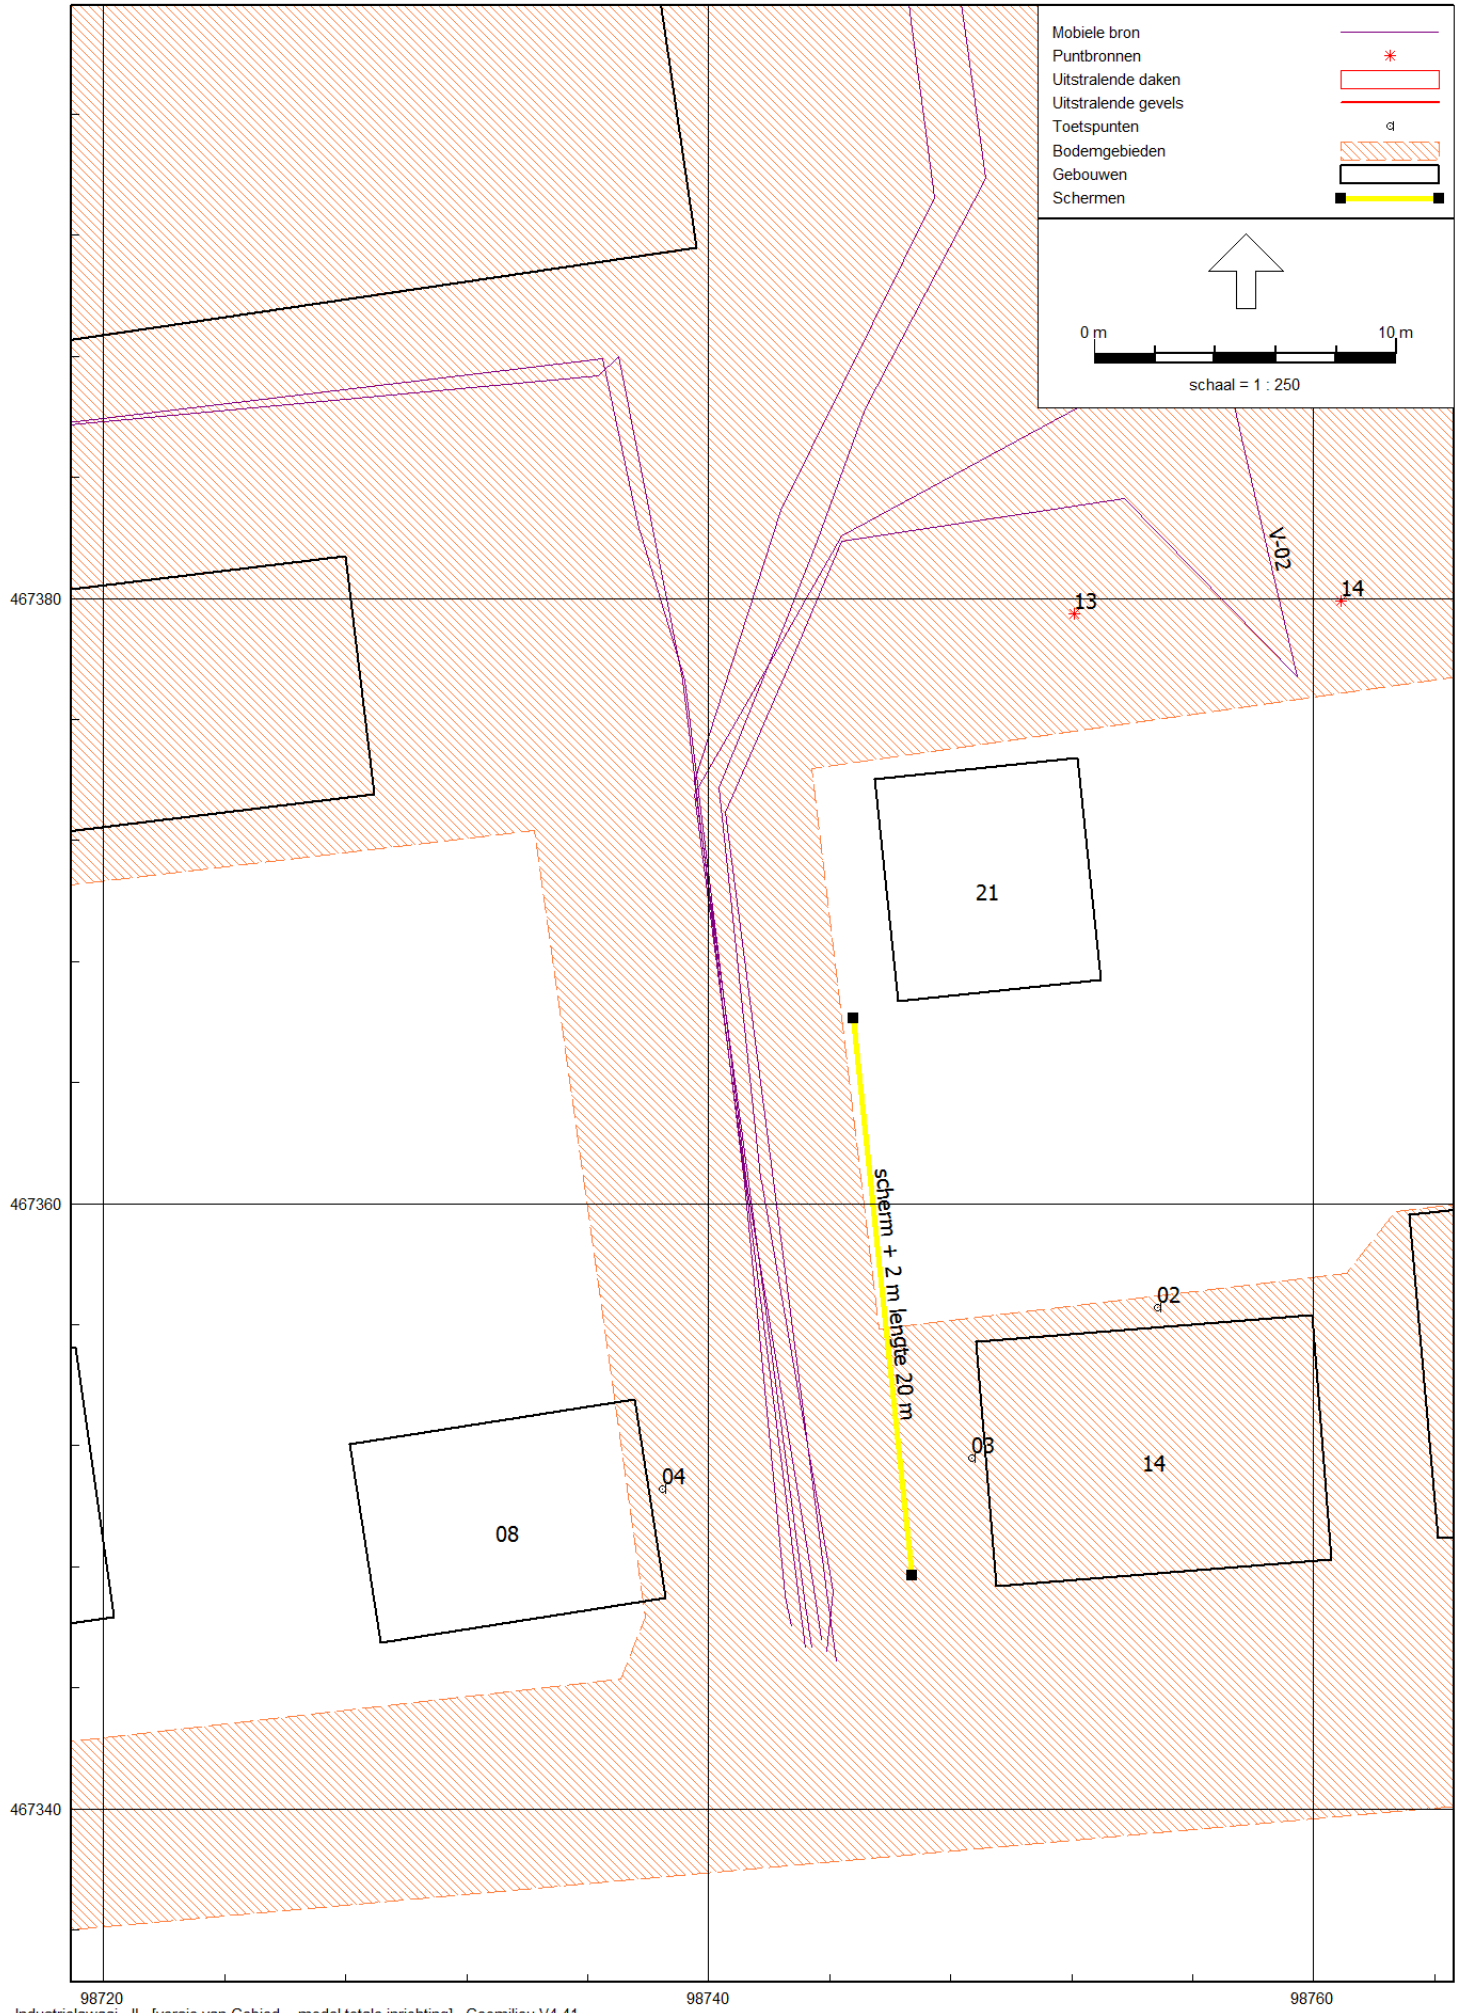 Mobiele bron
Puntbronnen
Uitstralende daken
Uitstralende gevels
Toetspunten
Bodemgebieden
Gebouwen
Schermen
0 m
10 m
schaal = 1 : 250
V-02
467380
13
14
21
467360
scherm + 2 m lengte 20 m
02
03
14
04
08
467340
98720
98740
98760